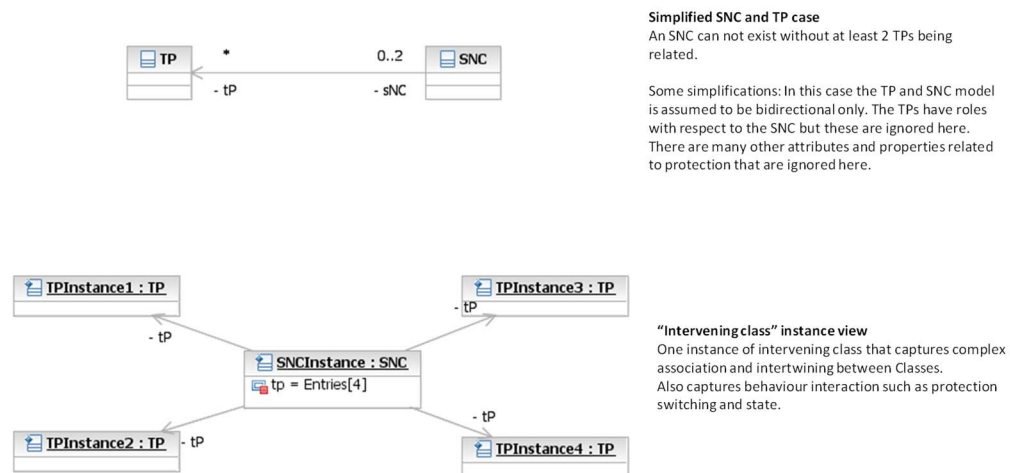 Simplified SNC and TP case
An SNC can not exist without at least 2 TPs being
related.
Some simplifications: In this case the TP and SNC model
is assumed to be bidirectional only. The TPs have roles
with respect to the SNC but these are ignored here.
There are many other attributes and properties related
to protection that are ignored here.
TP
*
0..2
SNC
- tP
- sNC
TPInstance1 : TP
TPInstance3 : TP
- tP
- tP
SNCInstance : SNC
tp = Entries[4]
- tP
- tP
TPInstance2 : TP
TPInstance4 : TP
“Intervening class” instance view
One instance of intervening class that captures complex
association and intertwining between Classes.
Also captures behaviour interaction such as protection
switching and state.